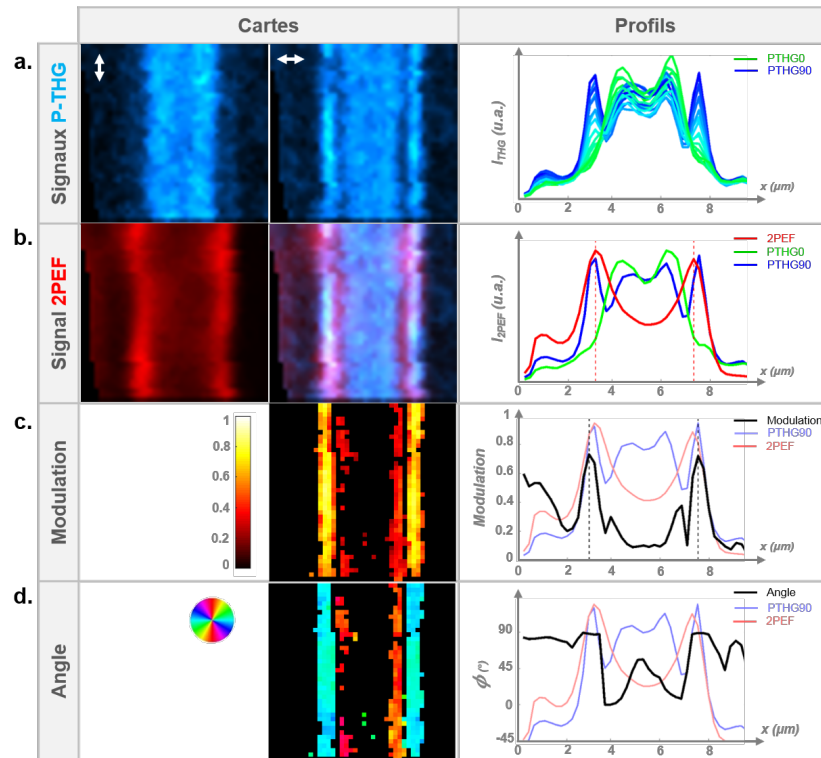 Cartes
Profils
a.
Signaux P-THG
PTHG0
PTHG90
I_THG (u.a.)
x (µm)
0 2 4 6 8
b.
Signal 2PEF
2PEF
PTHG0
PTHG90
I_2PEF (u.a.)
x (µm)
0 2 4 6 8
c.
Modulation
1
0.8
0.6
0.4
0.2
0
Modulation
PTHG90
2PEF
Modulation
1
0.8
0.6
0.4
0.2
0
x (µm)
0 2 4 6 8
d.
Angle
Angle
PTHG90
2PEF
ϕ (°)
90
45
0
-45
x (µm)
0 2 4 6 8